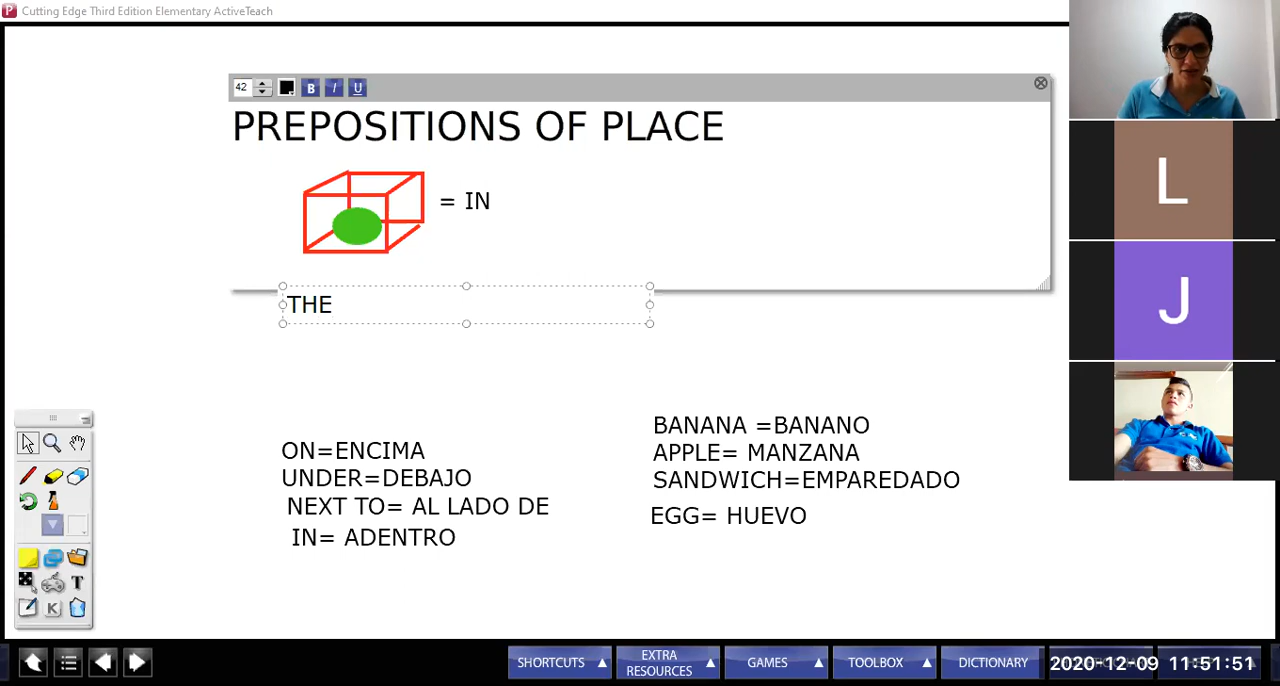 Cutting Edge Third Edition Elementary ActiveTeach
42 B I U
PREPOSITIONS OF PLACE
= IN
THE
ON=ENCIMA
UNDER=DEBAJO
NEXT TO= AL LADO DE
IN= ADENTRO
BANANA =BANANO
APPLE= MANZANA
SANDWICH=EMPAREDADO
EGG= HUEVO
L
J
T
K
SHORTCUTS
EXTRA
RESOURCES
GAMES
TOOLBOX
DICTIONARY
2020-12-09 11:51:51